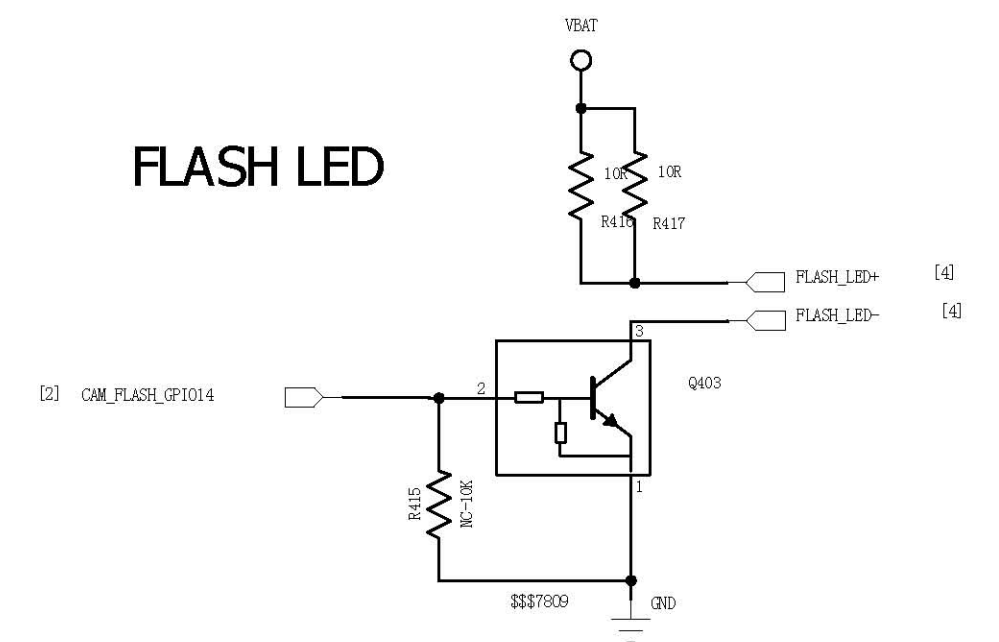 VBAT
FLASH LED
10R
10R
R416
R417
FLASH_LED+ [4]
FLASH_LED- [4]
3
Q403
2
[2] CAM_FLASH_GPIO14
R415
NC-10K
1
$$$7809
GND